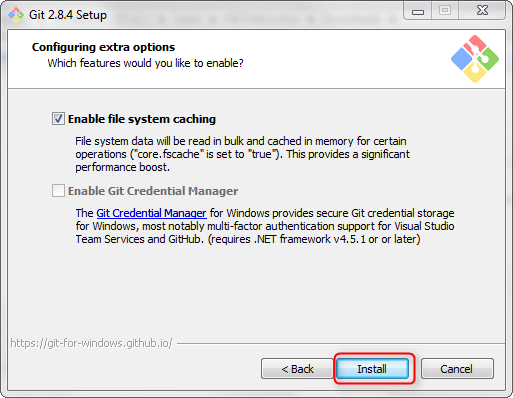 Git 2.8.4 Setup
Configuring extra options
Which features would you like to enable?
Enable file system caching
File system data will be read in bulk and cached in memory for certain
operations ("core.fscache" is set to "true"). This provides a significant
performance boost.
Enable Git Credential Manager
The Git Credential Manager for Windows provides secure Git credential storage
for Windows, most notably multi-factor authentication support for Visual Studio
Team Services and GitHub. (requires .NET framework v4.5.1 or or later)
https://git-for-windows.github.io/
< Back
Install
Cancel